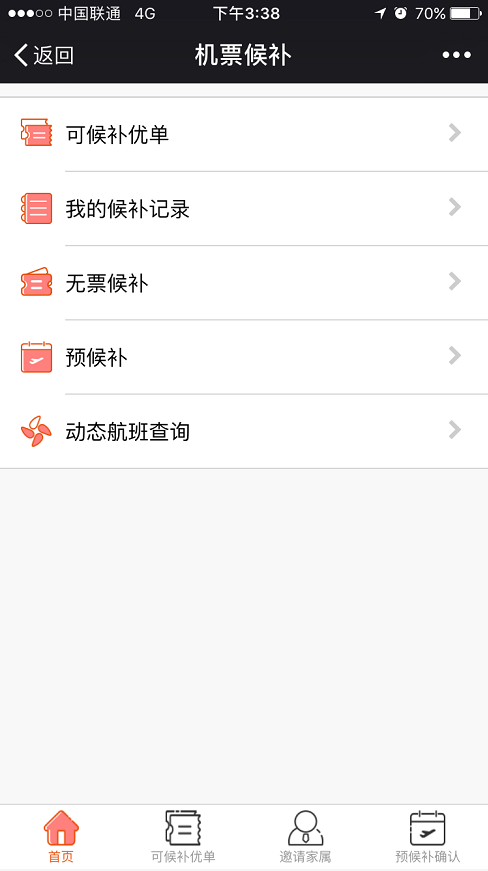 中国联通 4G 下午3:38 70%
返回 机票候补
可候补优单
我的候补记录
无票候补
预候补
动态航班查询
首页 可候补优单 邀请家属 预候补确认